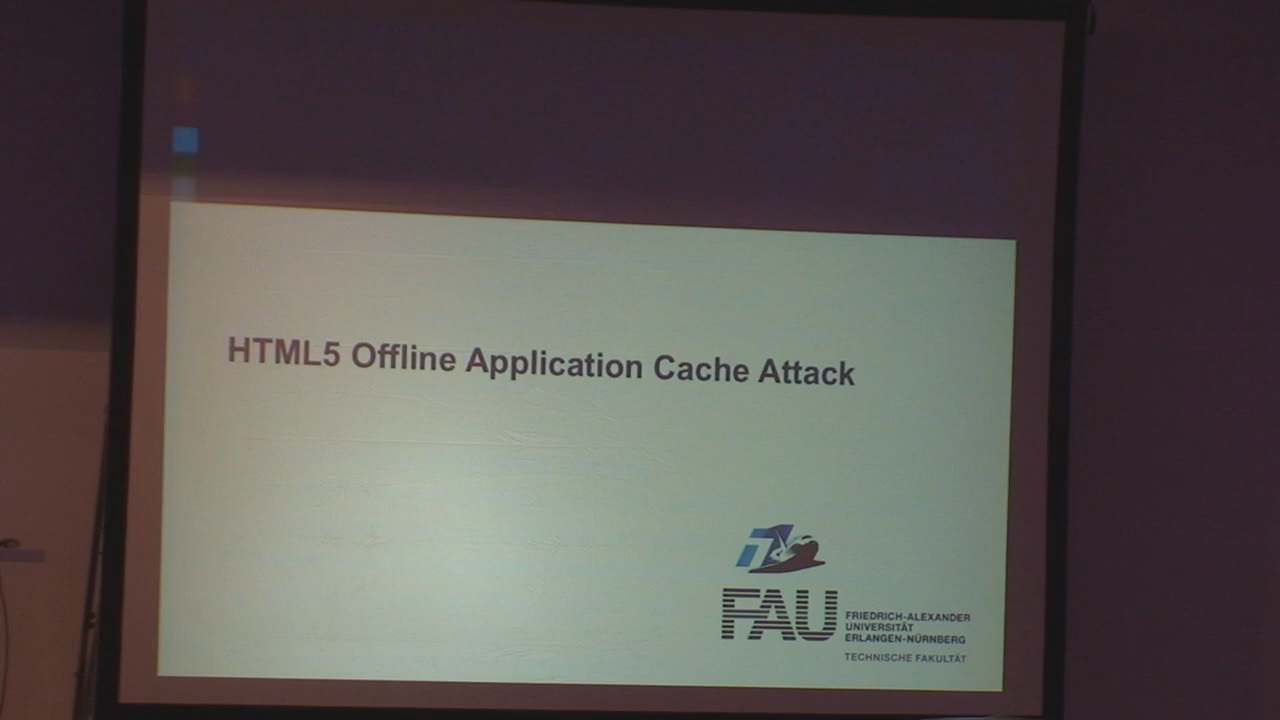 HTML5 Offline Application Cache Attack
FAU
FRIEDRICH-ALEXANDER
UNIVERSITÄT
ERLANGEN-NÜRNBERG
TECHNISCHE FAKULTÄT